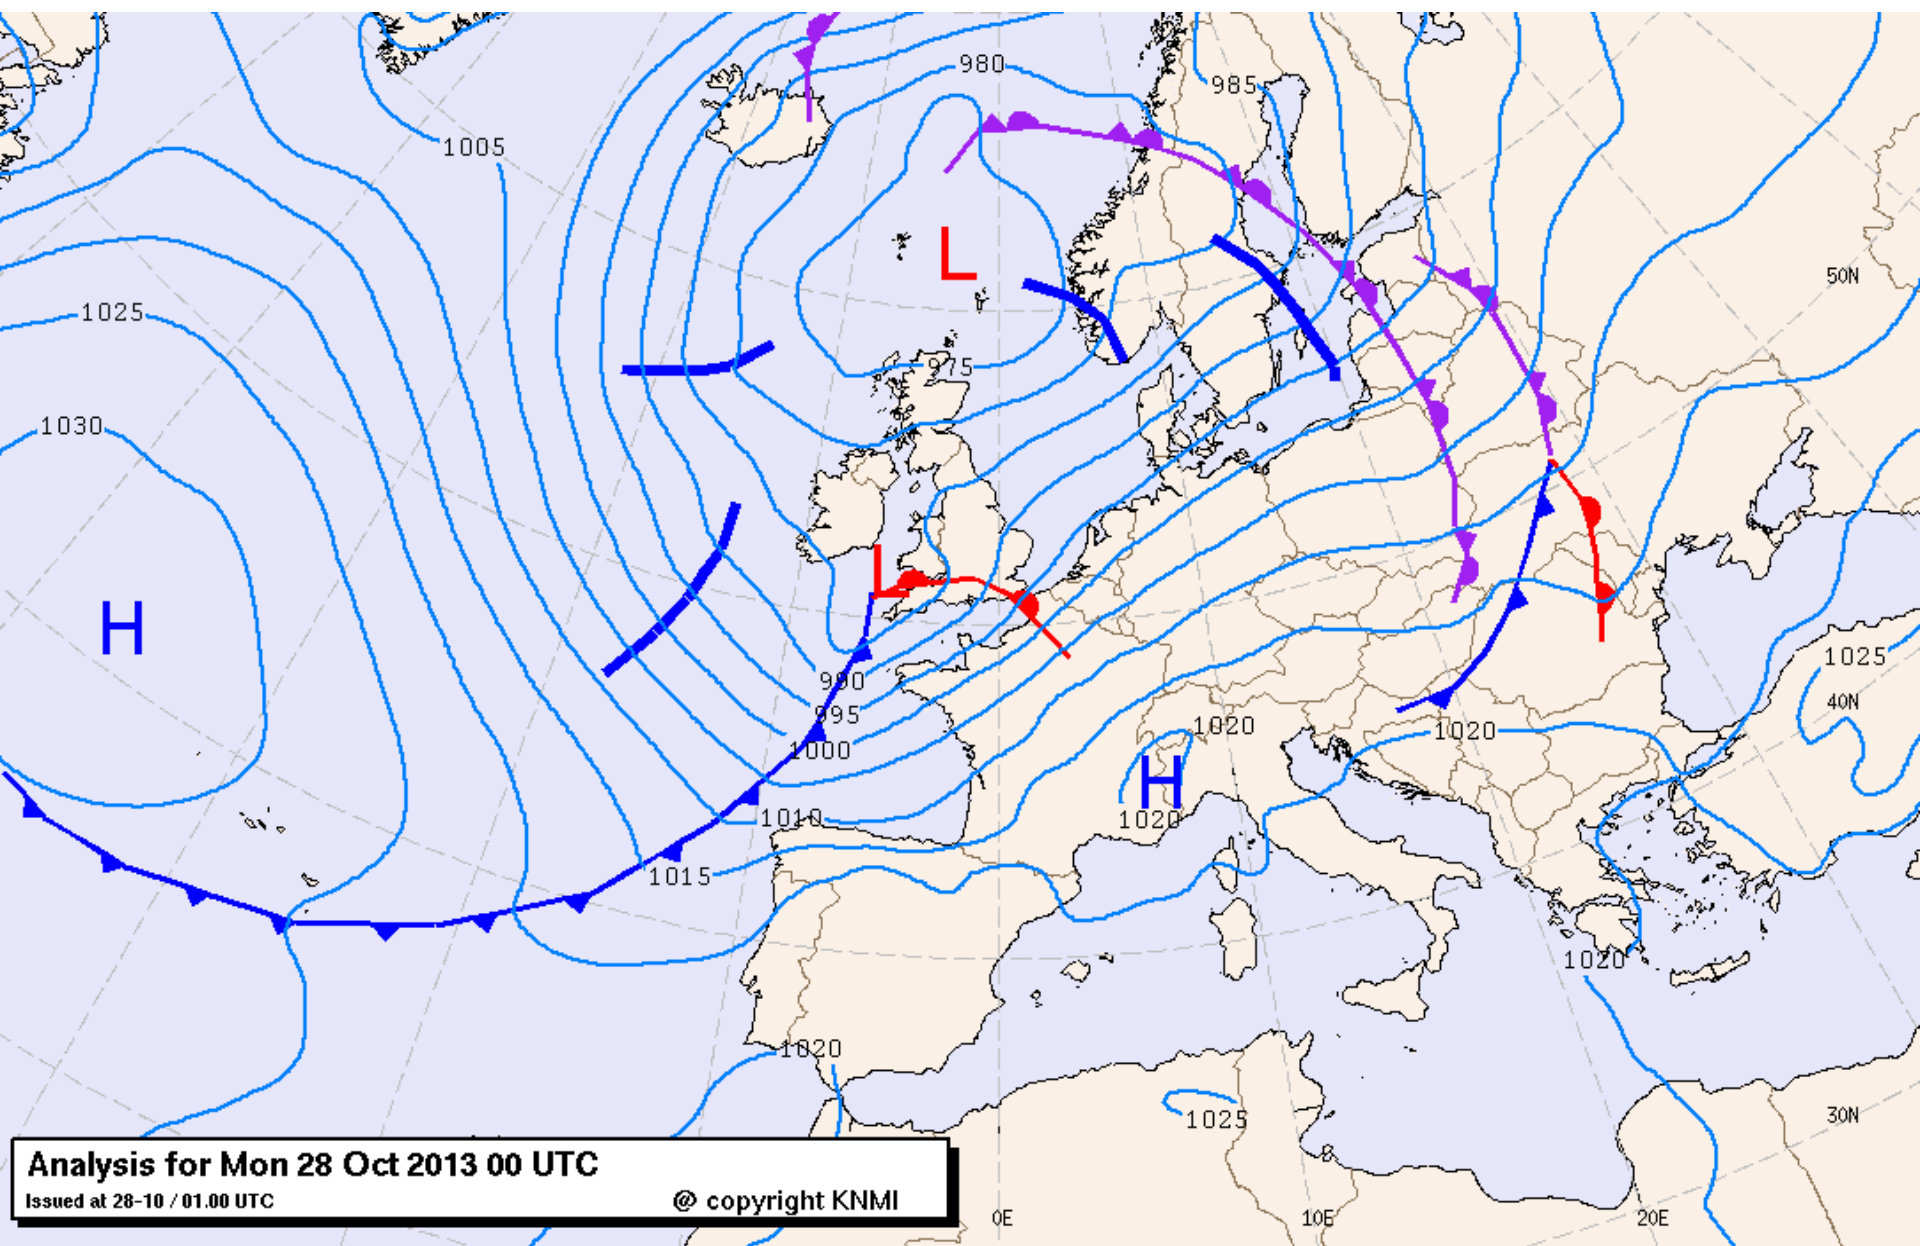 980
985
1005
L
50N
1025
975
1030
L
H
1025
990
40N
995
1020
1020
1000
H
1010
1020
1015
1020
1020
1025
30N
Analysis for Mon 28 Oct 2013 00 UTC
Issued at 28-10 / 01.00 UTC
@ copyright KNMI
0E
10E
20E